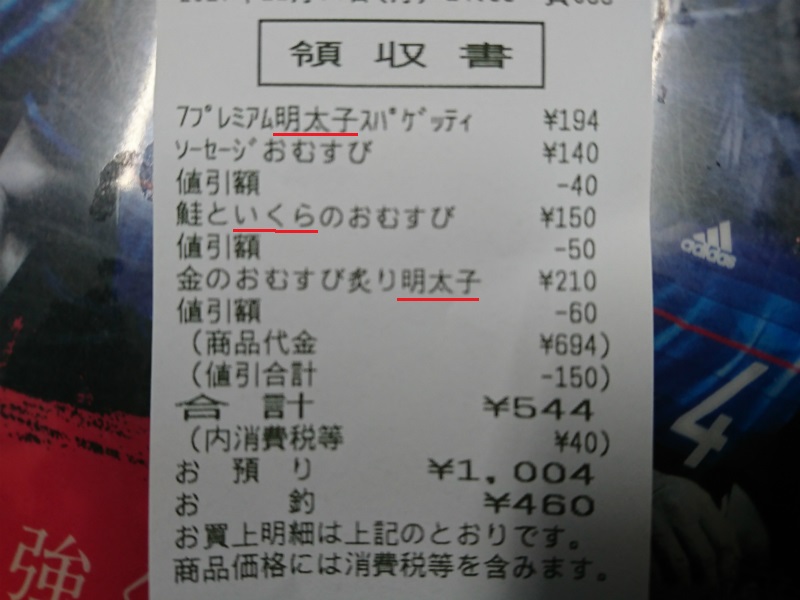 領収書
7プレミアム明太子スパゲッティ ¥194
ソーセージおむすび ¥140
値引額 -40
鮭といくらのおむすび ¥150
値引額 -50
金のおむすび炙り明太子 ¥210
値引額 -60
(商品代金 ¥694)
(値引合計 -150)
合計 ¥544
(内消費税等 ¥40)
お預り ¥1,004
お釣 ¥460
お買上明細は上記のとおりです。
商品価格には消費税等を含みます。
adidas
4
強く